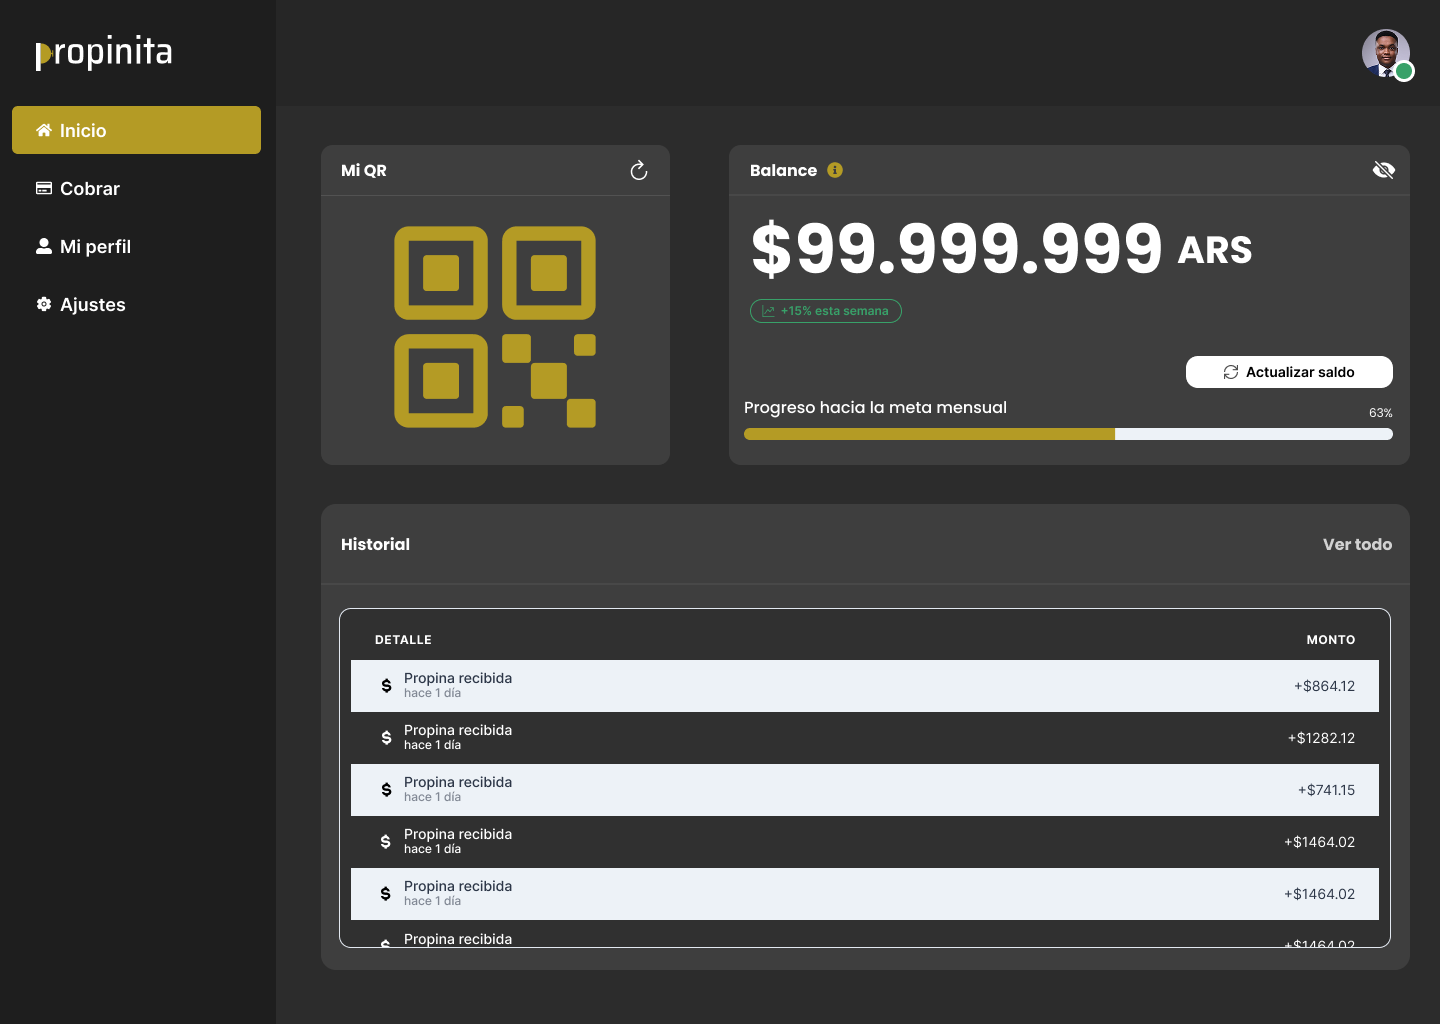 propinita
Inicio
Cobrar
Mi perfil
Ajustes
Mi QR
Balance
$99.999.999 ARS
+15% esta semana
Actualizar saldo
Progreso hacia la meta mensual
63%
Historial
Ver todo
DETALLE
MONTO
$ Propina recibida
hace 1 día
+$864.12
$ Propina recibida
hace 1 día
+$1282.12
$ Propina recibida
hace 1 día
+$741.15
$ Propina recibida
hace 1 día
+$1464.02
$ Propina recibida
hace 1 día
+$1464.02
$ Propina recibida
+$1464.02